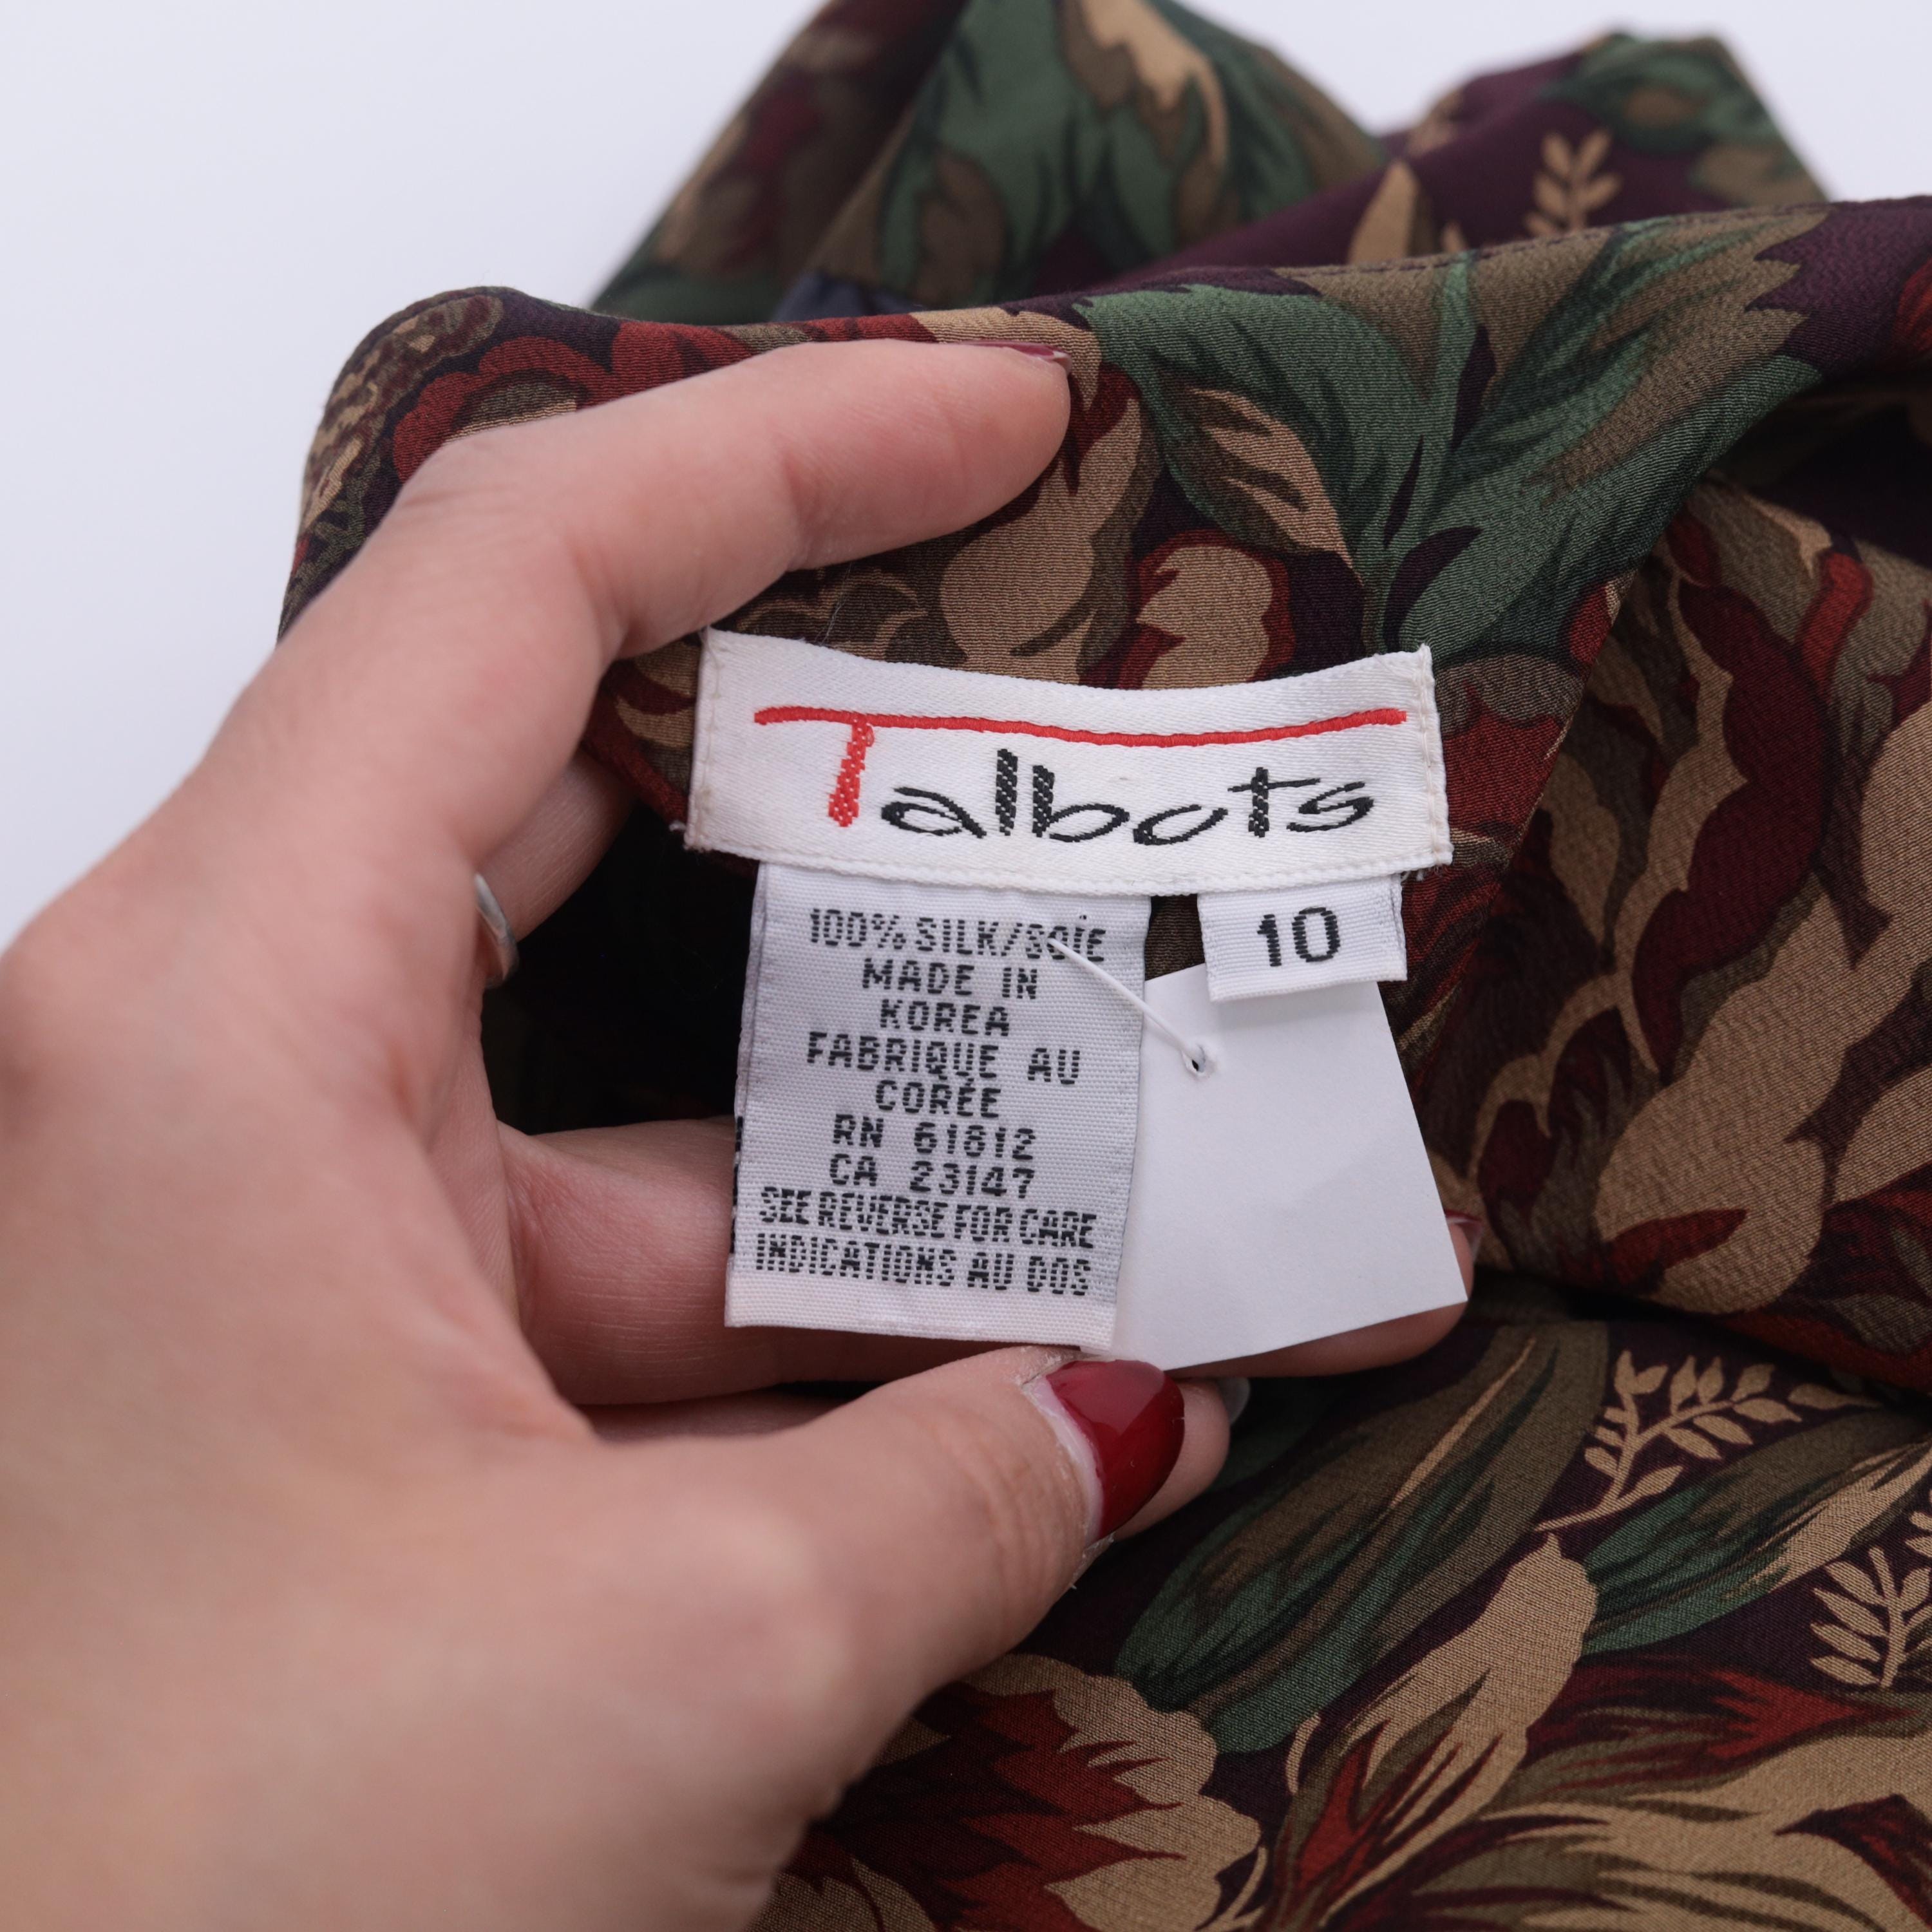 Talbots
100% SILK/SOIE
MADE IN
KOREA
FABRIQUE AU
CORÉE
RN 61812
CA 23147
SEE REVERSE FOR CARE
INDICATIONS AU DOS
10